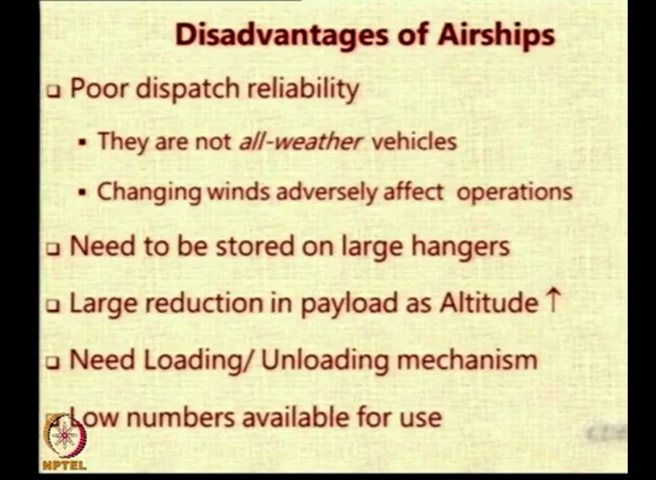 Disadvantages of Airships
Poor dispatch reliability
They are not all-weather vehicles
Changing winds adversely affect operations
Need to be stored on large hangers
Large reduction in payload as Altitude ↑
Need Loading/ Unloading mechanism
Low numbers available for use
NPTEL